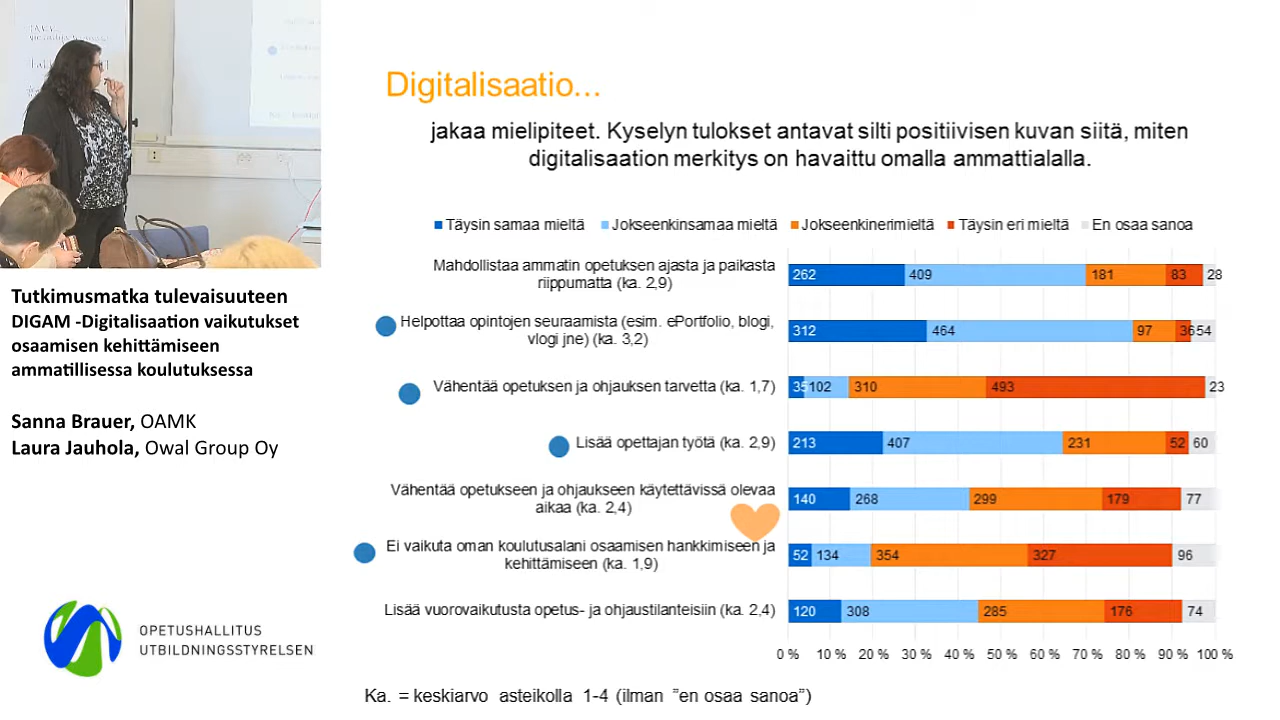 Digitalisaatio...
jakaa mielipiteet. Kyselyn tulokset antavat silti positiivisen kuvan siitä, miten
digitalisaation merkitys on havaittu omalla ammattialalla.
Täysin samaa mieltä Jokseenkinsamaa mieltä Jokseenkinerimieltä Täysin eri mieltä En osaa sanoa
Mahdollistaa ammatin opetuksen ajasta ja paikasta
riippumatta (ka. 2,9)
262 409 181 83 28
Helpottaa opintojen seuraamista (esim. ePortfolio, blogi,
vlogi jne) (ka. 3,2)
312 464 97 36 54
Vähentää opetuksen ja ohjauksen tarvetta (ka. 1,7)
35 102 310 493 23
Lisää opettajan työtä (ka. 2,9)
213 407 231 52 60
Vähentää opetukseen ja ohjaukseen käytettävissä olevaa
aikaa (ka. 2,4)
140 268 299 179 77
Ei vaikuta oman koulutusalani osaamisen hankkimiseen ja
kehittämiseen (ka. 1,9)
52 134 354 327 96
Lisää vuorovaikutusta opetus- ja ohjaustilanteisiin (ka. 2,4)
120 308 285 176 74
0 % 10 % 20 % 30 % 40 % 50 % 60 % 70 % 80 % 90 % 100 %
Ka. = keskiarvo asteikolla 1-4 (ilman ”en osaa sanoa”)
Tutkimusmatka tulevaisuuteen
DIGAM -Digitalisaation vaikutukset
osaamisen kehittämiseen
ammatillisessa koulutuksessa
Sanna Brauer, OAMK
Laura Jauhola, Owal Group Oy
OPETUSHALLITUS
UTBILDNINGSSTYRELSEN